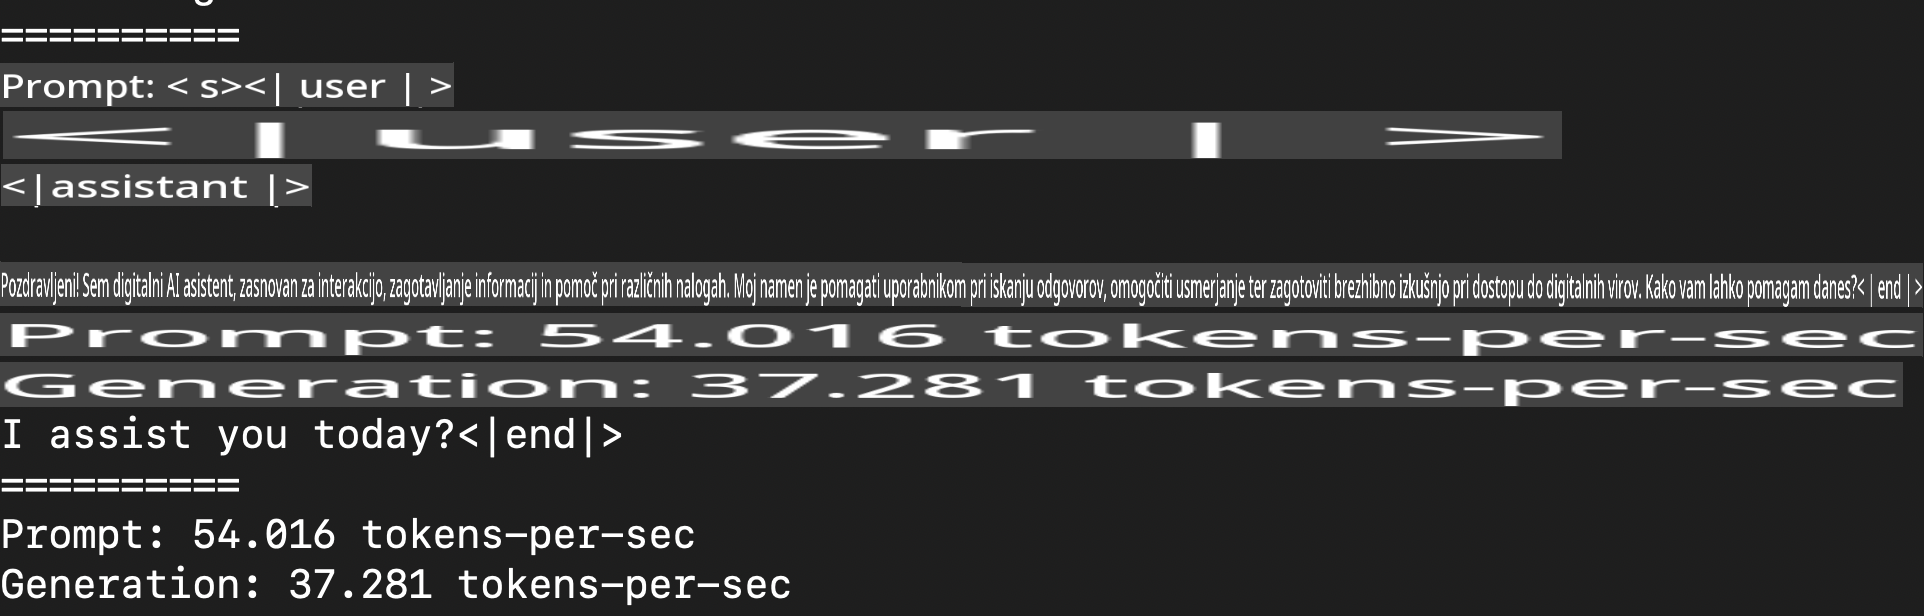 ==========
Prompt: < s><| user | >
< | user | >
<|assistant |>
Pozdravljeni! Sem digitalni AI asistent, zasnovan za interakcijo, zagotavljanje informacij in pomoč pri različnih nalogah. Moj namen je pomagati uporabnikom pri iskanju odgovorov, omogočiti usmerjanje ter zagotoviti brezhibno izkušnjo pri dostopu do digitalnih virov. Kako vam lahko pomagam danes?< | end | >
Prompt: 54.016 tokens-per-sec
Generation: 37.281 tokens-per-sec
I assist you today?<|end|>
==========
Prompt: 54.016 tokens-per-sec
Generation: 37.281 tokens-per-sec